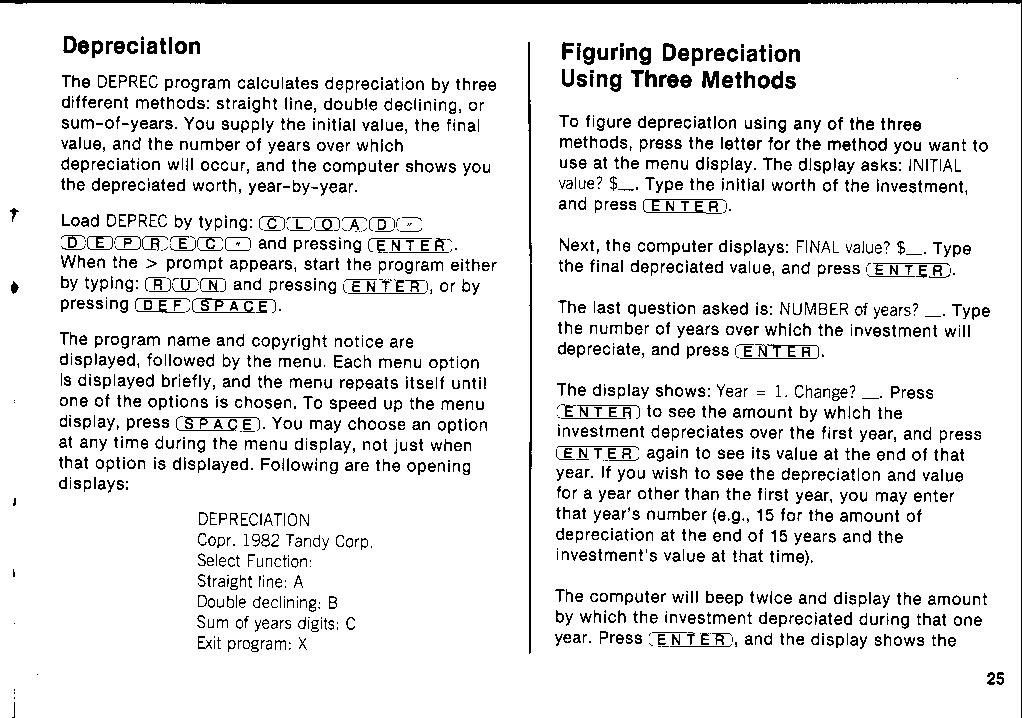 Depreciation
The DEPREC program calculates depreciation by three
different methods: straight line, double declining, or
sum-of-years. You supply the initial value, the final
value, and the number of years over which
depreciation will occur, and the computer shows you
the depreciated worth, year-by-year.
Load DEPREC by typing: C L O A D "
D E P R E C " and pressing ENTER.
When the > prompt appears, start the program either
by typing: R U N and pressing ENTER, or by
pressing DEF SPACE.
The program name and copyright notice are
displayed, followed by the menu. Each menu option
is displayed briefly, and the menu repeats itself until
one of the options is chosen. To speed up the menu
display, press SPACE. You may choose an option
at any time during the menu display, not just when
that option is displayed. Following are the opening
displays:
DEPRECIATION
Copr. 1982 Tandy Corp.
Select Function:
Straight line: A
Double declining: B
Sum of years digits: C
Exit program: X
Figuring Depreciation
Using Three Methods
To figure depreciation using any of the three
methods, press the letter for the method you want to
use at the menu display. The display asks: INITIAL
value? $_. Type the initial worth of the investment,
and press ENTER.
Next, the computer displays: FINAL value? $_. Type
the final depreciated value, and press ENTER.
The last question asked is: NUMBER of years? _. Type
the number of years over which the investment will
depreciate, and press ENTER.
The display shows: Year = 1. Change? _. Press
ENTER to see the amount by which the
investment depreciates over the first year, and press
ENTER again to see its value at the end of that
year. If you wish to see the depreciation and value
for a year other than the first year, you may enter
that year's number (e.g., 15 for the amount of
depreciation at the end of 15 years and the
investment's value at that time).
The computer will beep twice and display the amount
by which the investment depreciated during that one
year. Press ENTER, and the display shows the
25